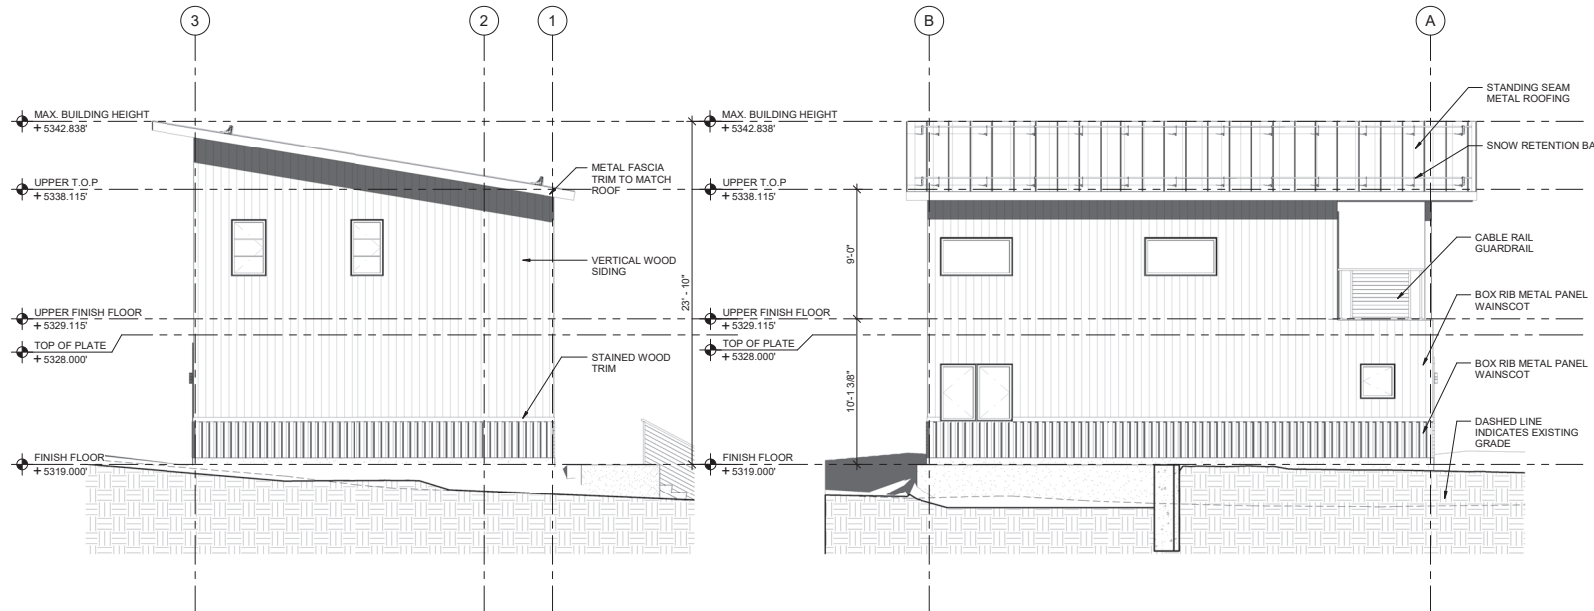 3
2
1
B
A
MAX. BUILDING HEIGHT
+ 5342.838'
UPPER T.O.P
+ 5338.115'
UPPER FINISH FLOOR
+ 5329.115'
TOP OF PLATE
+ 5328.000'
FINISH FLOOR
+ 5319.000'
METAL FASCIA
TRIM TO MATCH
ROOF
VERTICAL WOOD
SIDING
STAINED WOOD
TRIM
23' - 10"
MAX. BUILDING HEIGHT
+ 5342.838'
UPPER T.O.P
+ 5338.115'
UPPER FINISH FLOOR
+ 5329.115'
TOP OF PLATE
+ 5328.000'
FINISH FLOOR
+ 5319.000'
9'-0"
10'-1 3/8"
STANDING SEAM
METAL ROOFING
SNOW RETENTION BA
CABLE RAIL
GUARDRAIL
BOX RIB METAL PANEL
WAINSCOT
BOX RIB METAL PANEL
WAINSCOT
DASHED LINE
INDICATES EXISTING
GRADE